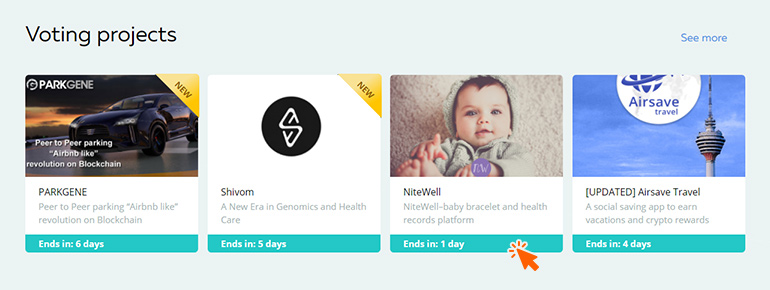 Voting projects
See more
PARKGENE
NEW
Peer to Peer parking
“Airbnb like”
revolution on Blockchain
PARKGENE
Peer to Peer parking “Airbnb like”
revolution on Blockchain
Ends in: 6 days
NEW
Shivom
A New Era in Genomics and Health
Care
Ends in: 5 days
NW
NiteWell
NiteWell–baby bracelet and health
records platform
Ends in: 1 day
Airsave
travel
[UPDATED] Airsave Travel
A social saving app to earn
vacations and crypto rewards
Ends in: 4 days